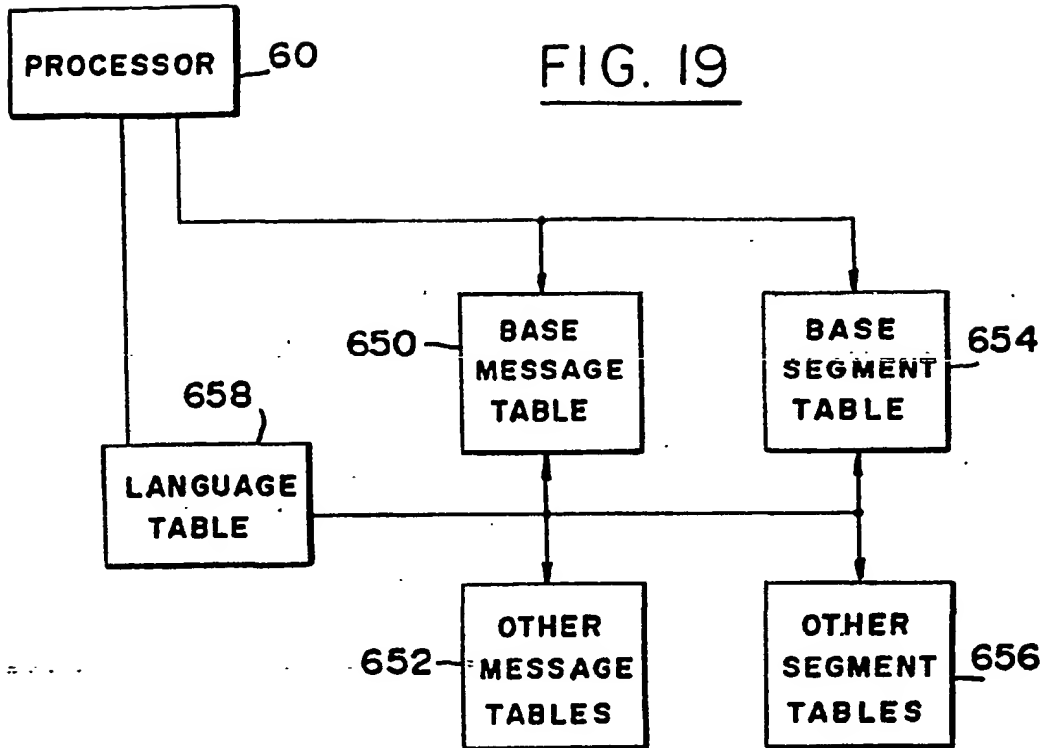 PROCESSOR
60
FIG. 19
650
BASE
MESSAGE
TABLE
BASE
SEGMENT
TABLE
654
658
LANGUAGE
TABLE
652
OTHER
MESSAGE
TABLES
OTHER
SEGMENT
TABLES
656